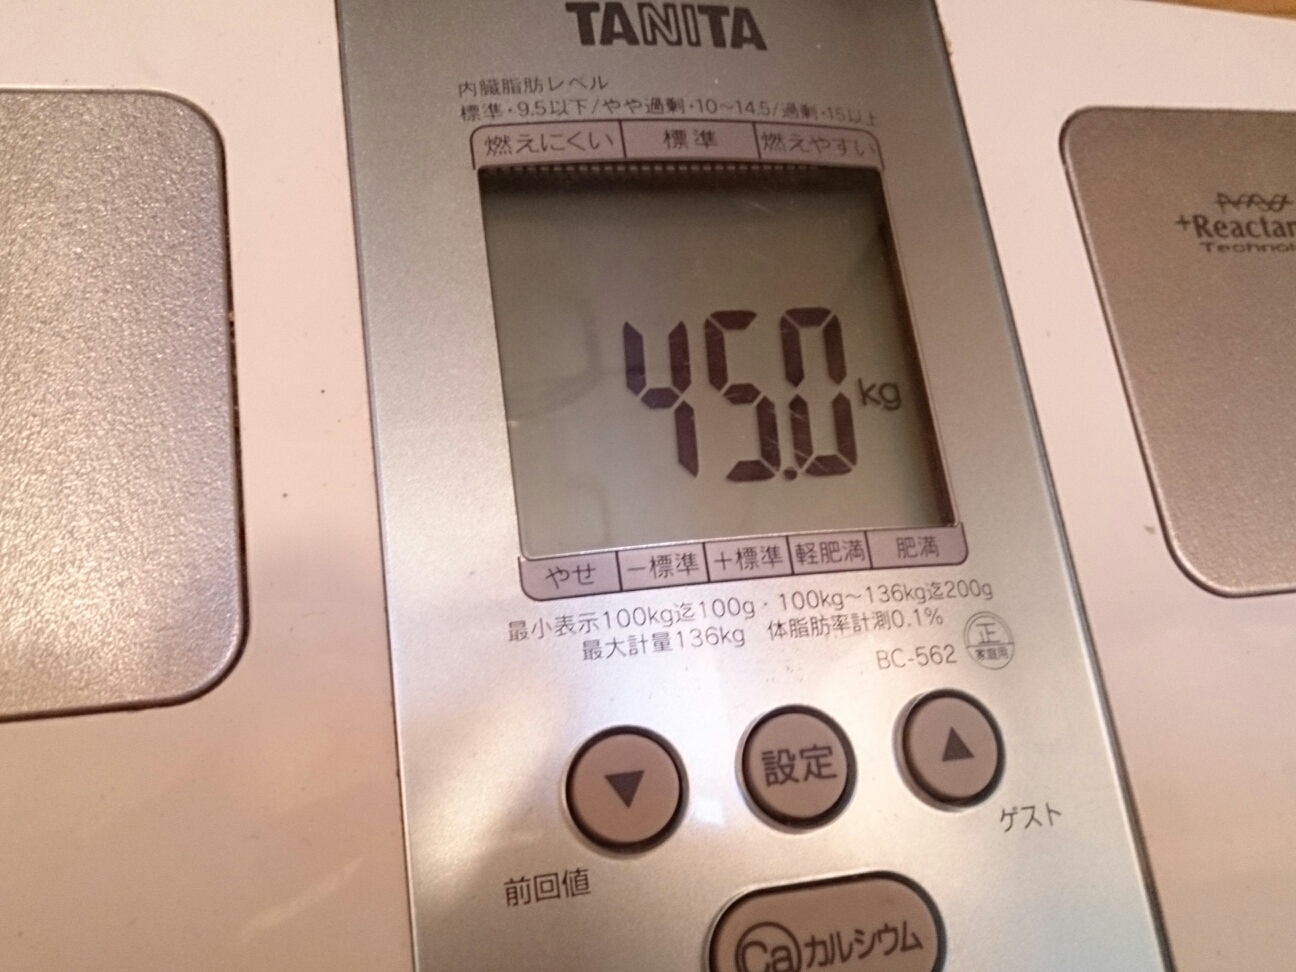 TANITA
内臓脂肪レベル
標準・9.5以下/やや過剰・10～14.5/過剰・15以上
燃えにくい 標準 燃えやすい
45.0 kg
やせ －標準 ＋標準 軽肥満 肥満
最小表示100kg迄100g・100kg～136kg迄200g
最大計量136kg 体脂肪率計測0.1%
BC-562 正 家庭用
▼ 設定 ▲
ゲスト
前回値
Ca カルシウム
+Reactan
Technol